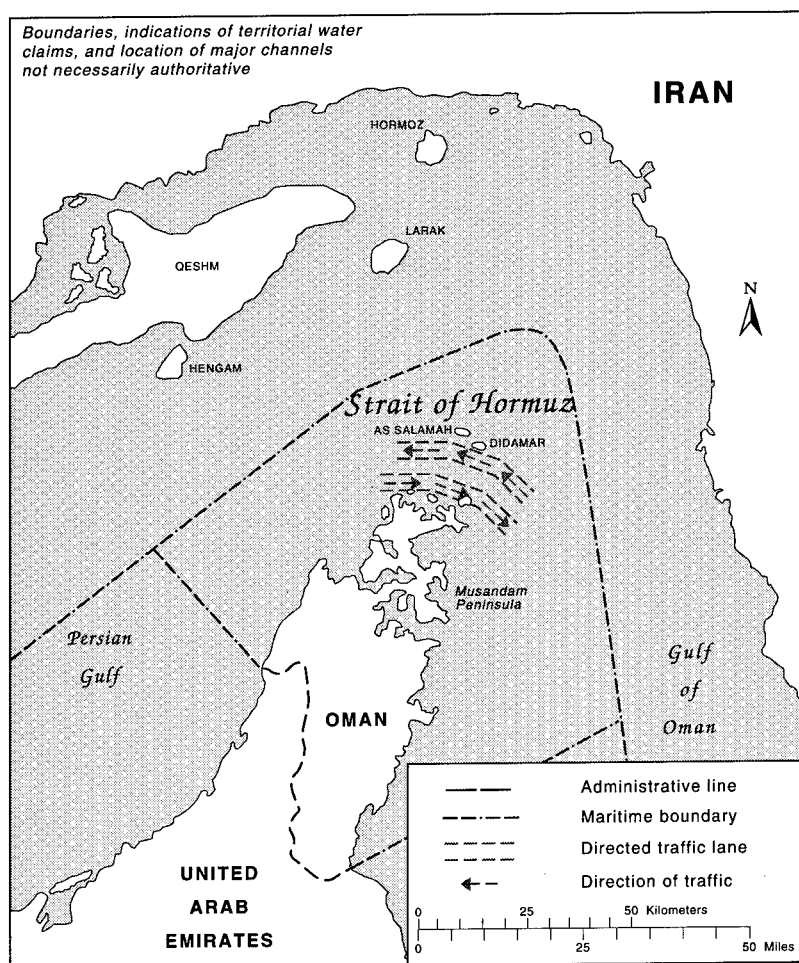 Boundaries, indications of territorial water
claims, and location of major channels
not necessarily authoritative
IRAN
HORMOZ
LARAK
QESHM
N
HENGAM
Strait of Hormuz
AS SALAMAH
DIDAMAR
Musandam
Peninsula
Persian
Gulf
Gulf
of
Oman
OMAN
UNITED
ARAB
EMIRATES
Administrative line
Maritime boundary
Directed traffic lane
Direction of traffic
0 25 50 Kilometers
0 25 50 Miles